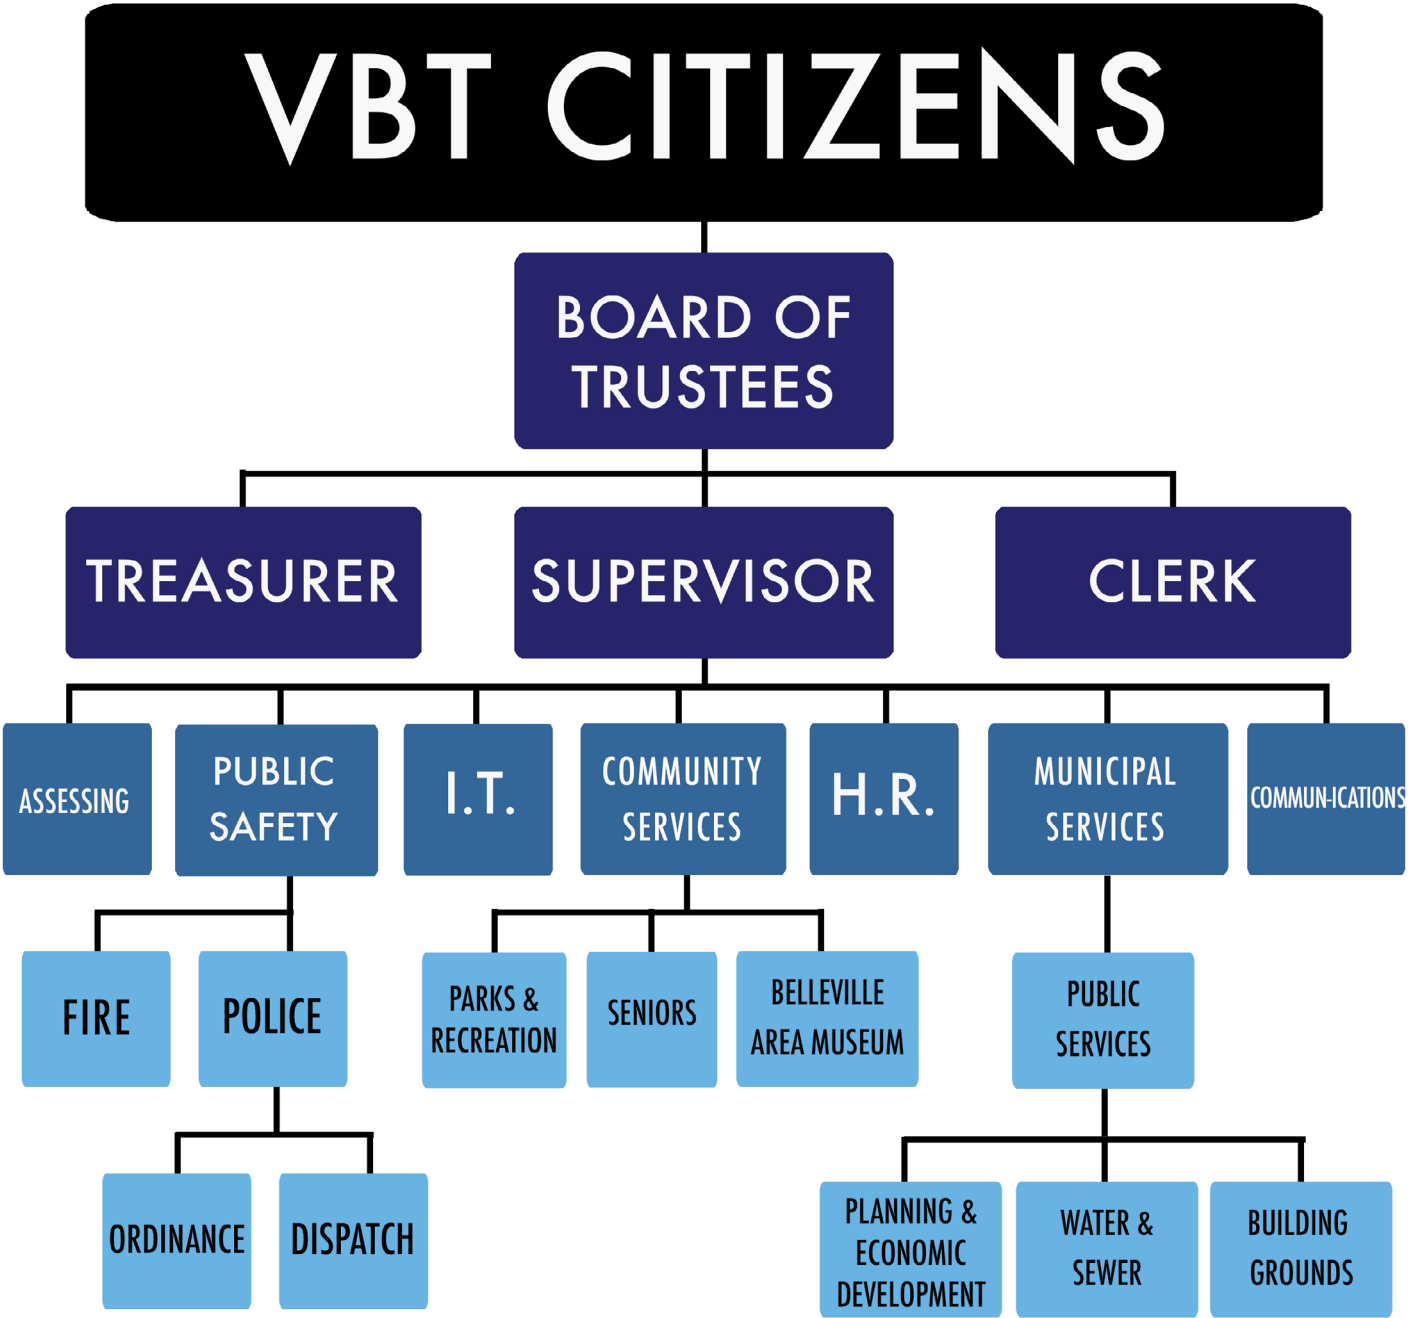 VBT CITIZENS
BOARD OF
TRUSTEES
TREASURER
SUPERVISOR
CLERK
ASSESSING
PUBLIC
SAFETY
I.T.
COMMUNITY
SERVICES
H.R.
MUNICIPAL
SERVICES
COMMUN-ICATIONS
FIRE
POLICE
PARKS &
RECREATION
SENIORS
BELLEVILLE
AREA MUSEUM
PUBLIC
SERVICES
ORDINANCE
DISPATCH
PLANNING &
ECONOMIC
DEVELOPMENT
WATER &
SEWER
BUILDING
GROUNDS